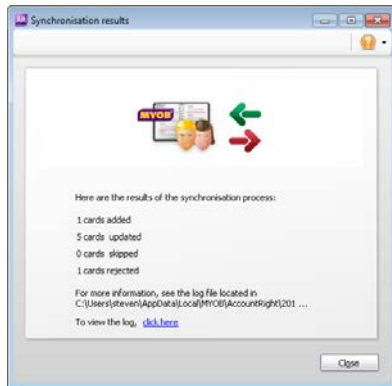 Synchronisation results
?
MYOB
Here are the results of the synchronisation process:
1 cards added
5 cards updated
0 cards skipped
1 cards rejected
For more information, see the log file located in
C:\Users\steven\AppData\Local\MYOB\AccountRight\201 ...
To view the log, click here
Close